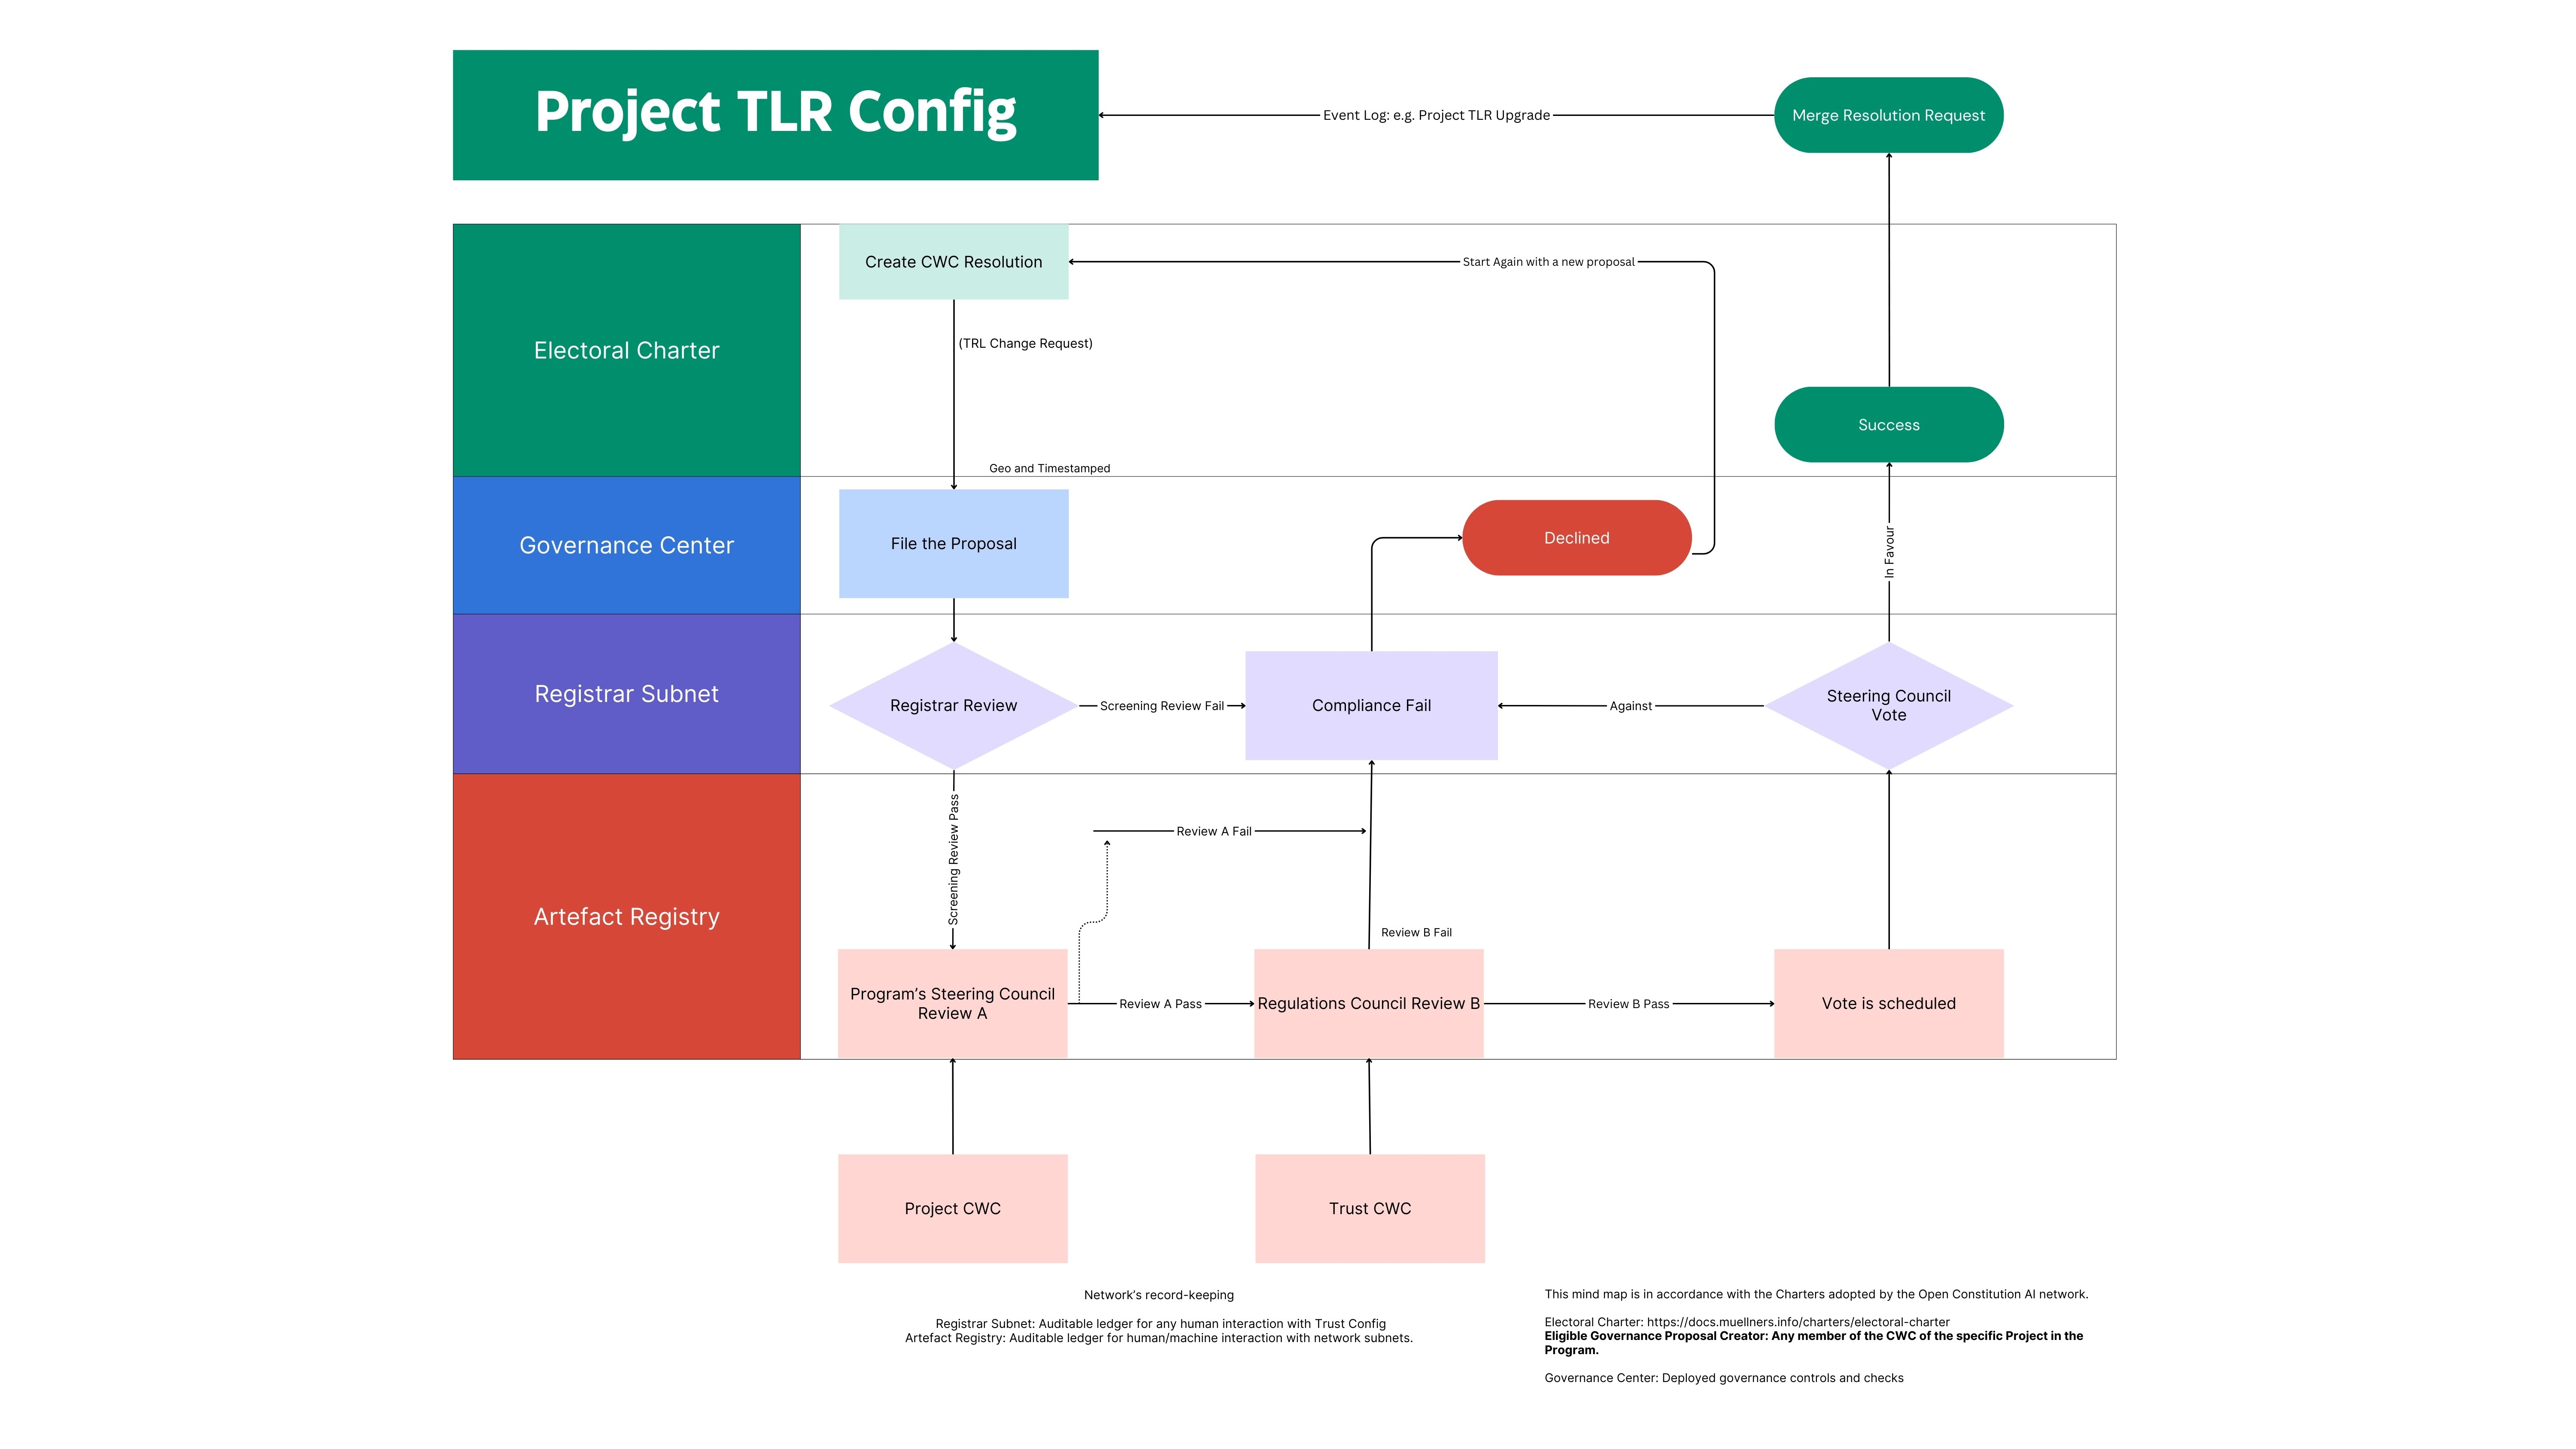 Project TLR Config
Event Log: e.g. Project TLR Upgrade
Merge Resolution Request
Electoral Charter
Create CWC Resolution
Start Again with a new proposal
(TRL Change Request)
Success
Geo and Timestamped
Governance Center
File the Proposal
Declined
In Favour
Registrar Subnet
Registrar Review
Screening Review Fail
Compliance Fail
Against
Steering Council
Vote
Artefact Registry
Screening Review Pass
Review A Fail
Review B Fail
Program’s Steering Council
Review A
Review A Pass
Regulations Council Review B
Review B Pass
Vote is scheduled
Project CWC
Trust CWC
Network’s record-keeping
Registrar Subnet: Auditable ledger for any human interaction with Trust Config
Artefact Registry: Auditable ledger for human/machine interaction with network subnets.
This mind map is in accordance with the Charters adopted by the Open Constitution AI network.
Electoral Charter: https://docs.muellners.info/charters/electoral-charter
Eligible Governance Proposal Creator: Any member of the CWC of the specific Project in the
Program.
Governance Center: Deployed governance controls and checks